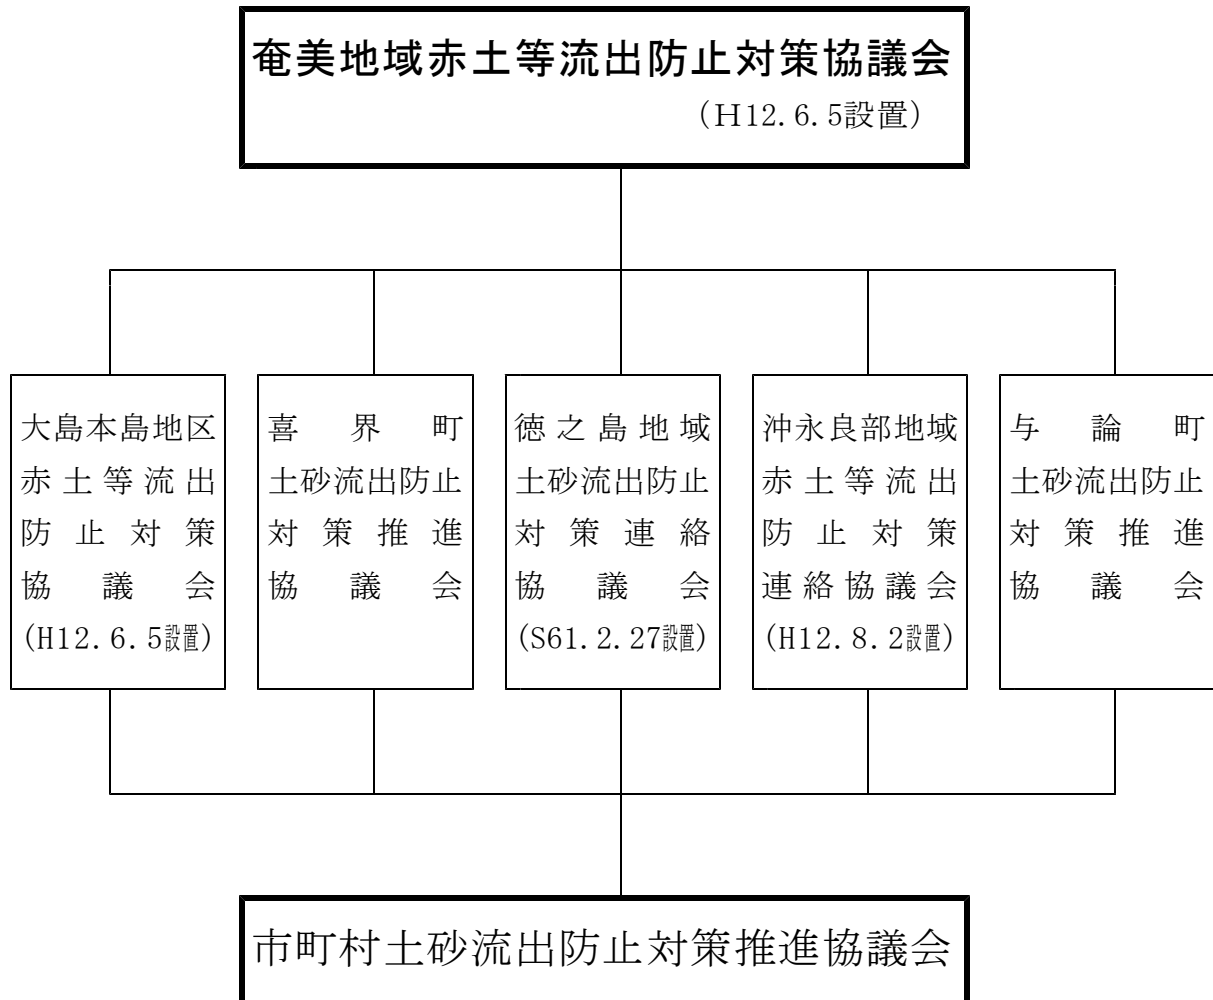 奄美地域赤土等流出防止対策協議会
（Ｈ12.6.5設置）
大島本島地区
赤土等流出
防止対策
協議会
(H12.6.5設置)
喜界町
土砂流出防止
対策推進
協議会
徳之島地域
土砂流出防止
対策連絡
協議会
(S61.2.27設置)
沖永良部地域
赤土等流出
防止対策
連絡協議会
(H12.8.2設置)
与論町
土砂流出防止
対策推進
協議会
市町村土砂流出防止対策推進協議会